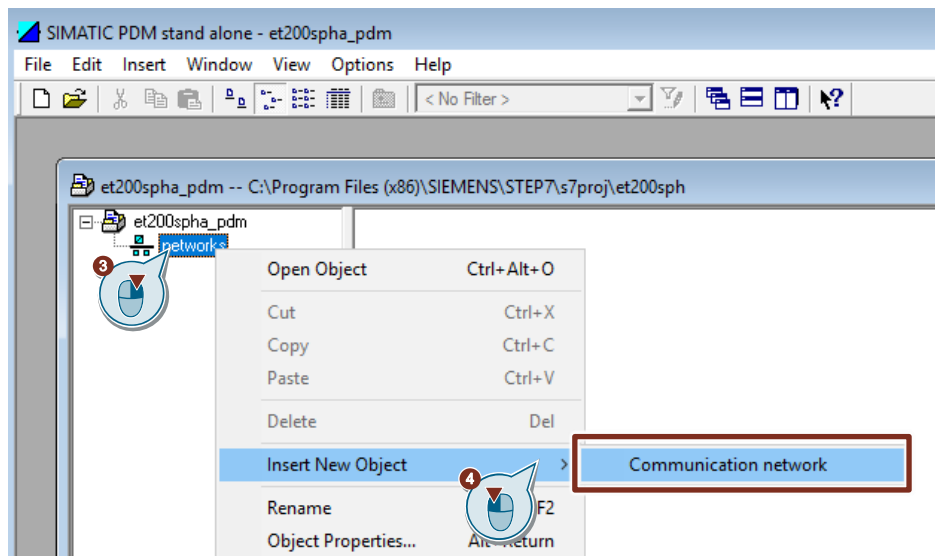 SIMATIC PDM stand alone - et200spha_pdm
File Edit Insert Window View Options Help
< No Filter >
et200spha_pdm -- C:\Program Files (x86)\SIEMENS\STEP7\s7proj\et200sph
et200spha_pdm
networks
3
Open Object Ctrl+Alt+O
Cut Ctrl+X
Copy Ctrl+C
Paste Ctrl+V
Delete Del
Insert New Object > Communication network
4
Rename F2
Object Properties... Alt+Return